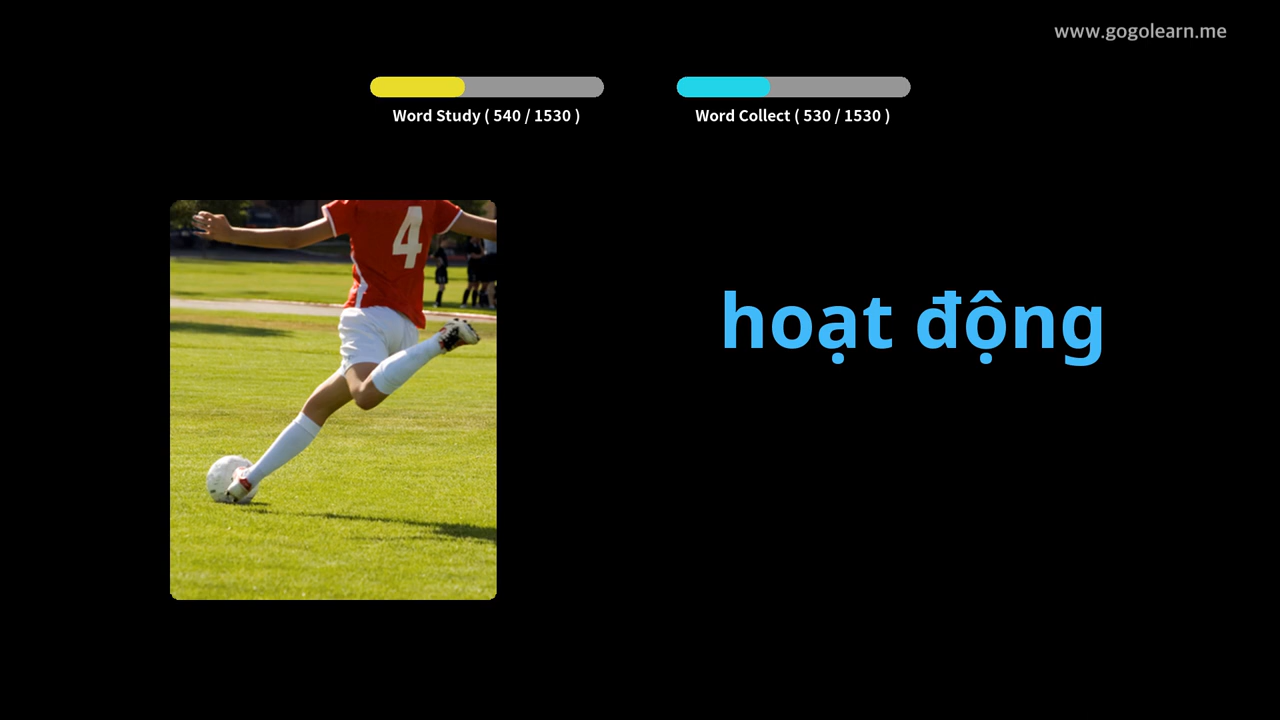 www.gogolearn.me
Word Study ( 540 / 1530 )
Word Collect ( 530 / 1530 )
4
hoạt động